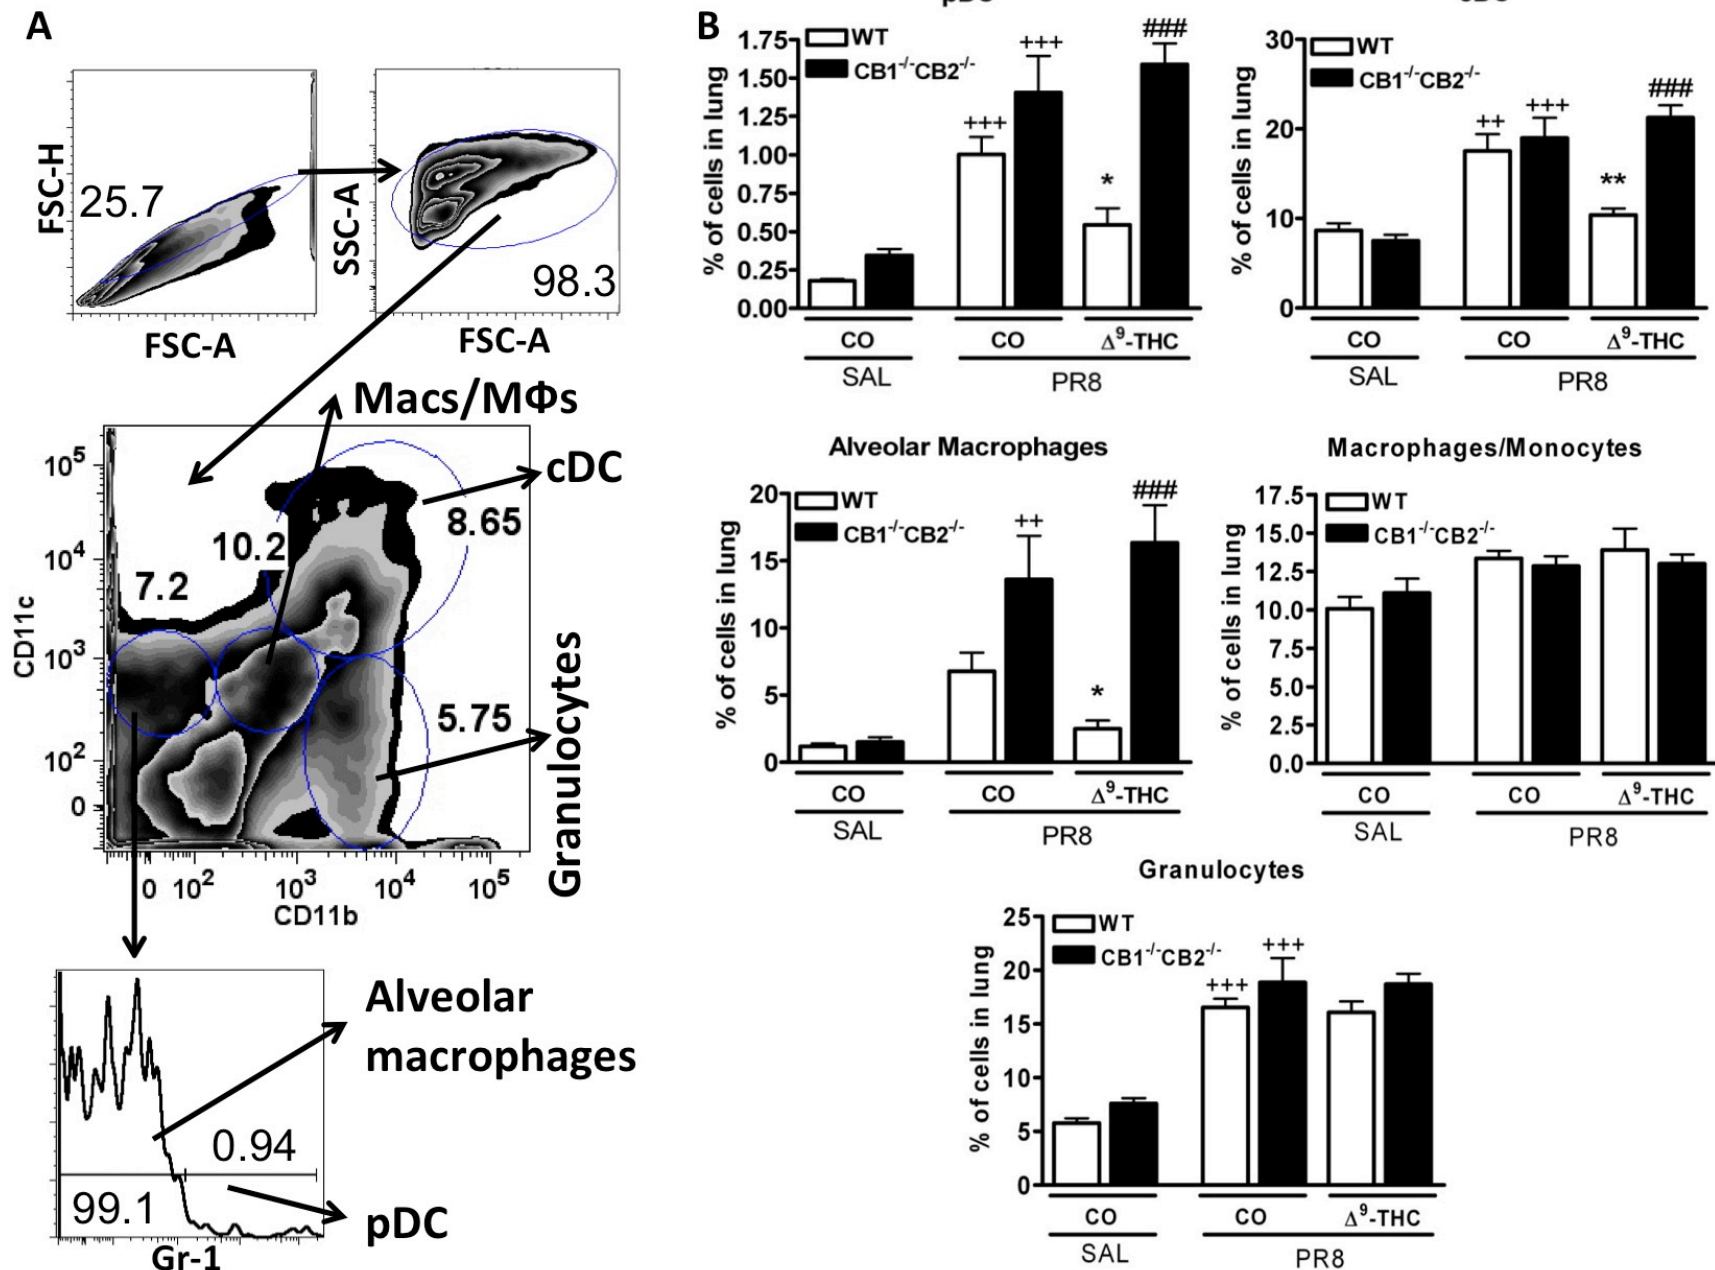 A
FSC-H
25.7
FSC-A
SSC-A
98.3
FSC-A
Macs/MΦs
cDC
8.65
10.2
7.2
5.75
Granulocytes
CD11c
10⁵
10⁴
10³
10²
0
0 10² 10³ 10⁴ 10⁵
CD11b
Alveolar
macrophages
0.94
99.1
pDC
Gr-1
B
pDC
% of cells in lung
1.75
1.50
1.25
1.00
0.75
0.50
0.25
0.00
WT
CB1⁻/⁻CB2⁻/⁻
+++
+++
*
###
CO CO Δ⁹-THC
SAL PR8
cDC
% of cells in lung
30
20
10
0
WT
CB1⁻/⁻CB2⁻/⁻
++
+++
**
###
CO CO Δ⁹-THC
SAL PR8
Alveolar Macrophages
% of cells in lung
20
15
10
5
0
WT
CB1⁻/⁻CB2⁻/⁻
++
*
###
CO CO Δ⁹-THC
SAL PR8
Macrophages/Monocytes
% of cells in lung
17.5
15.0
12.5
10.0
7.5
5.0
2.5
0.0
WT
CB1⁻/⁻CB2⁻/⁻
CO CO Δ⁹-THC
SAL PR8
Granulocytes
% of cells in lung
25
20
15
10
5
0
WT
CB1⁻/⁻CB2⁻/⁻
+++
+++
CO CO Δ⁹-THC
SAL PR8